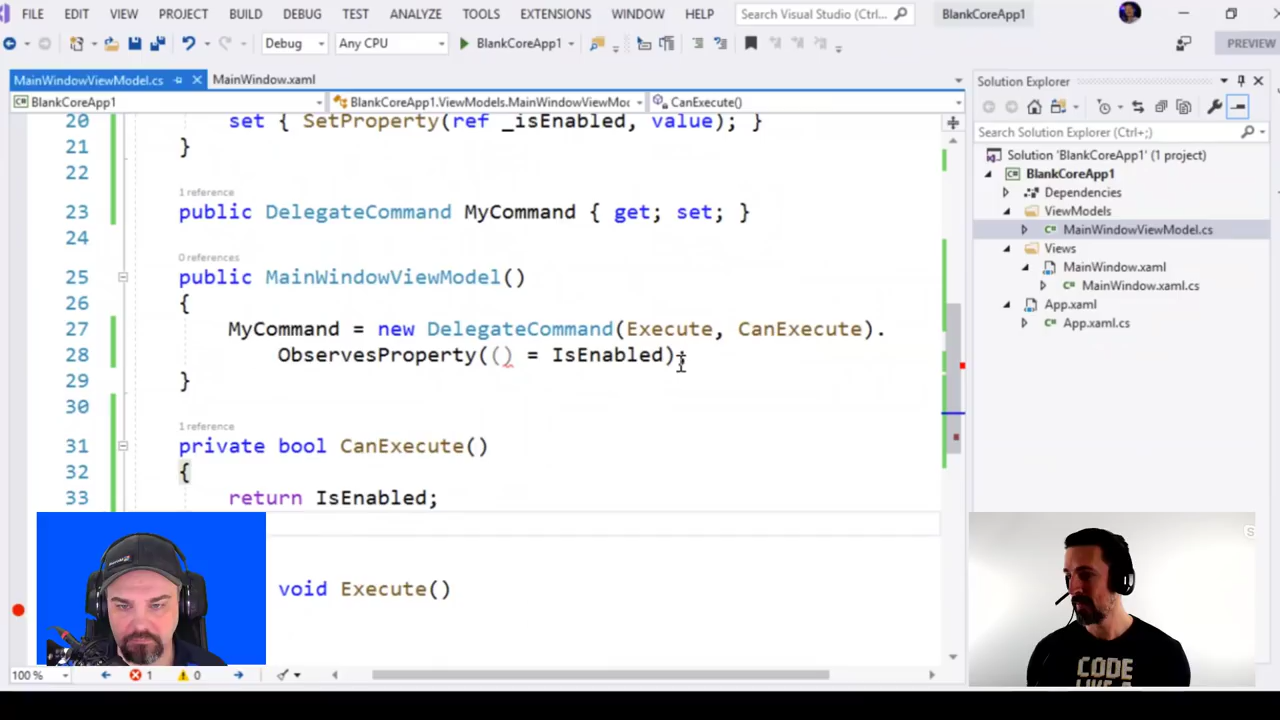 FILE EDIT VIEW PROJECT BUILD DEBUG TEST ANALYZE TOOLS EXTENSIONS WINDOW HELP Search Visual Studio (Ctrl+;) BlankCoreApp1
Debug Any CPU BlankCoreApp1 PREVIEW
MainWindowViewModel.cs MainWindow.xaml
BlankCoreApp1 BlankCoreApp1.ViewModels.MainWindowViewMoc CanExecute()
20 set { SetProperty(ref _isEnabled, value); }
21 }
22
1 reference
23 public DelegateCommand MyCommand { get; set; }
24
0 references
25 public MainWindowViewModel()
26 {
27 MyCommand = new DelegateCommand(Execute, CanExecute).
28 ObservesProperty(() = IsEnabled);
29 }
30
1 reference
31 private bool CanExecute()
32 {
33 return IsEnabled;
void Execute()
100 % 1 0
Solution Explorer
Search Solution Explorer (Ctrl+;)
Solution 'BlankCoreApp1' (1 project)
BlankCoreApp1
Dependencies
ViewModels
MainWindowViewModel.cs
Views
MainWindow.xaml
MainWindow.xaml.cs
App.xaml
App.xaml.cs
CODE
LIKE A